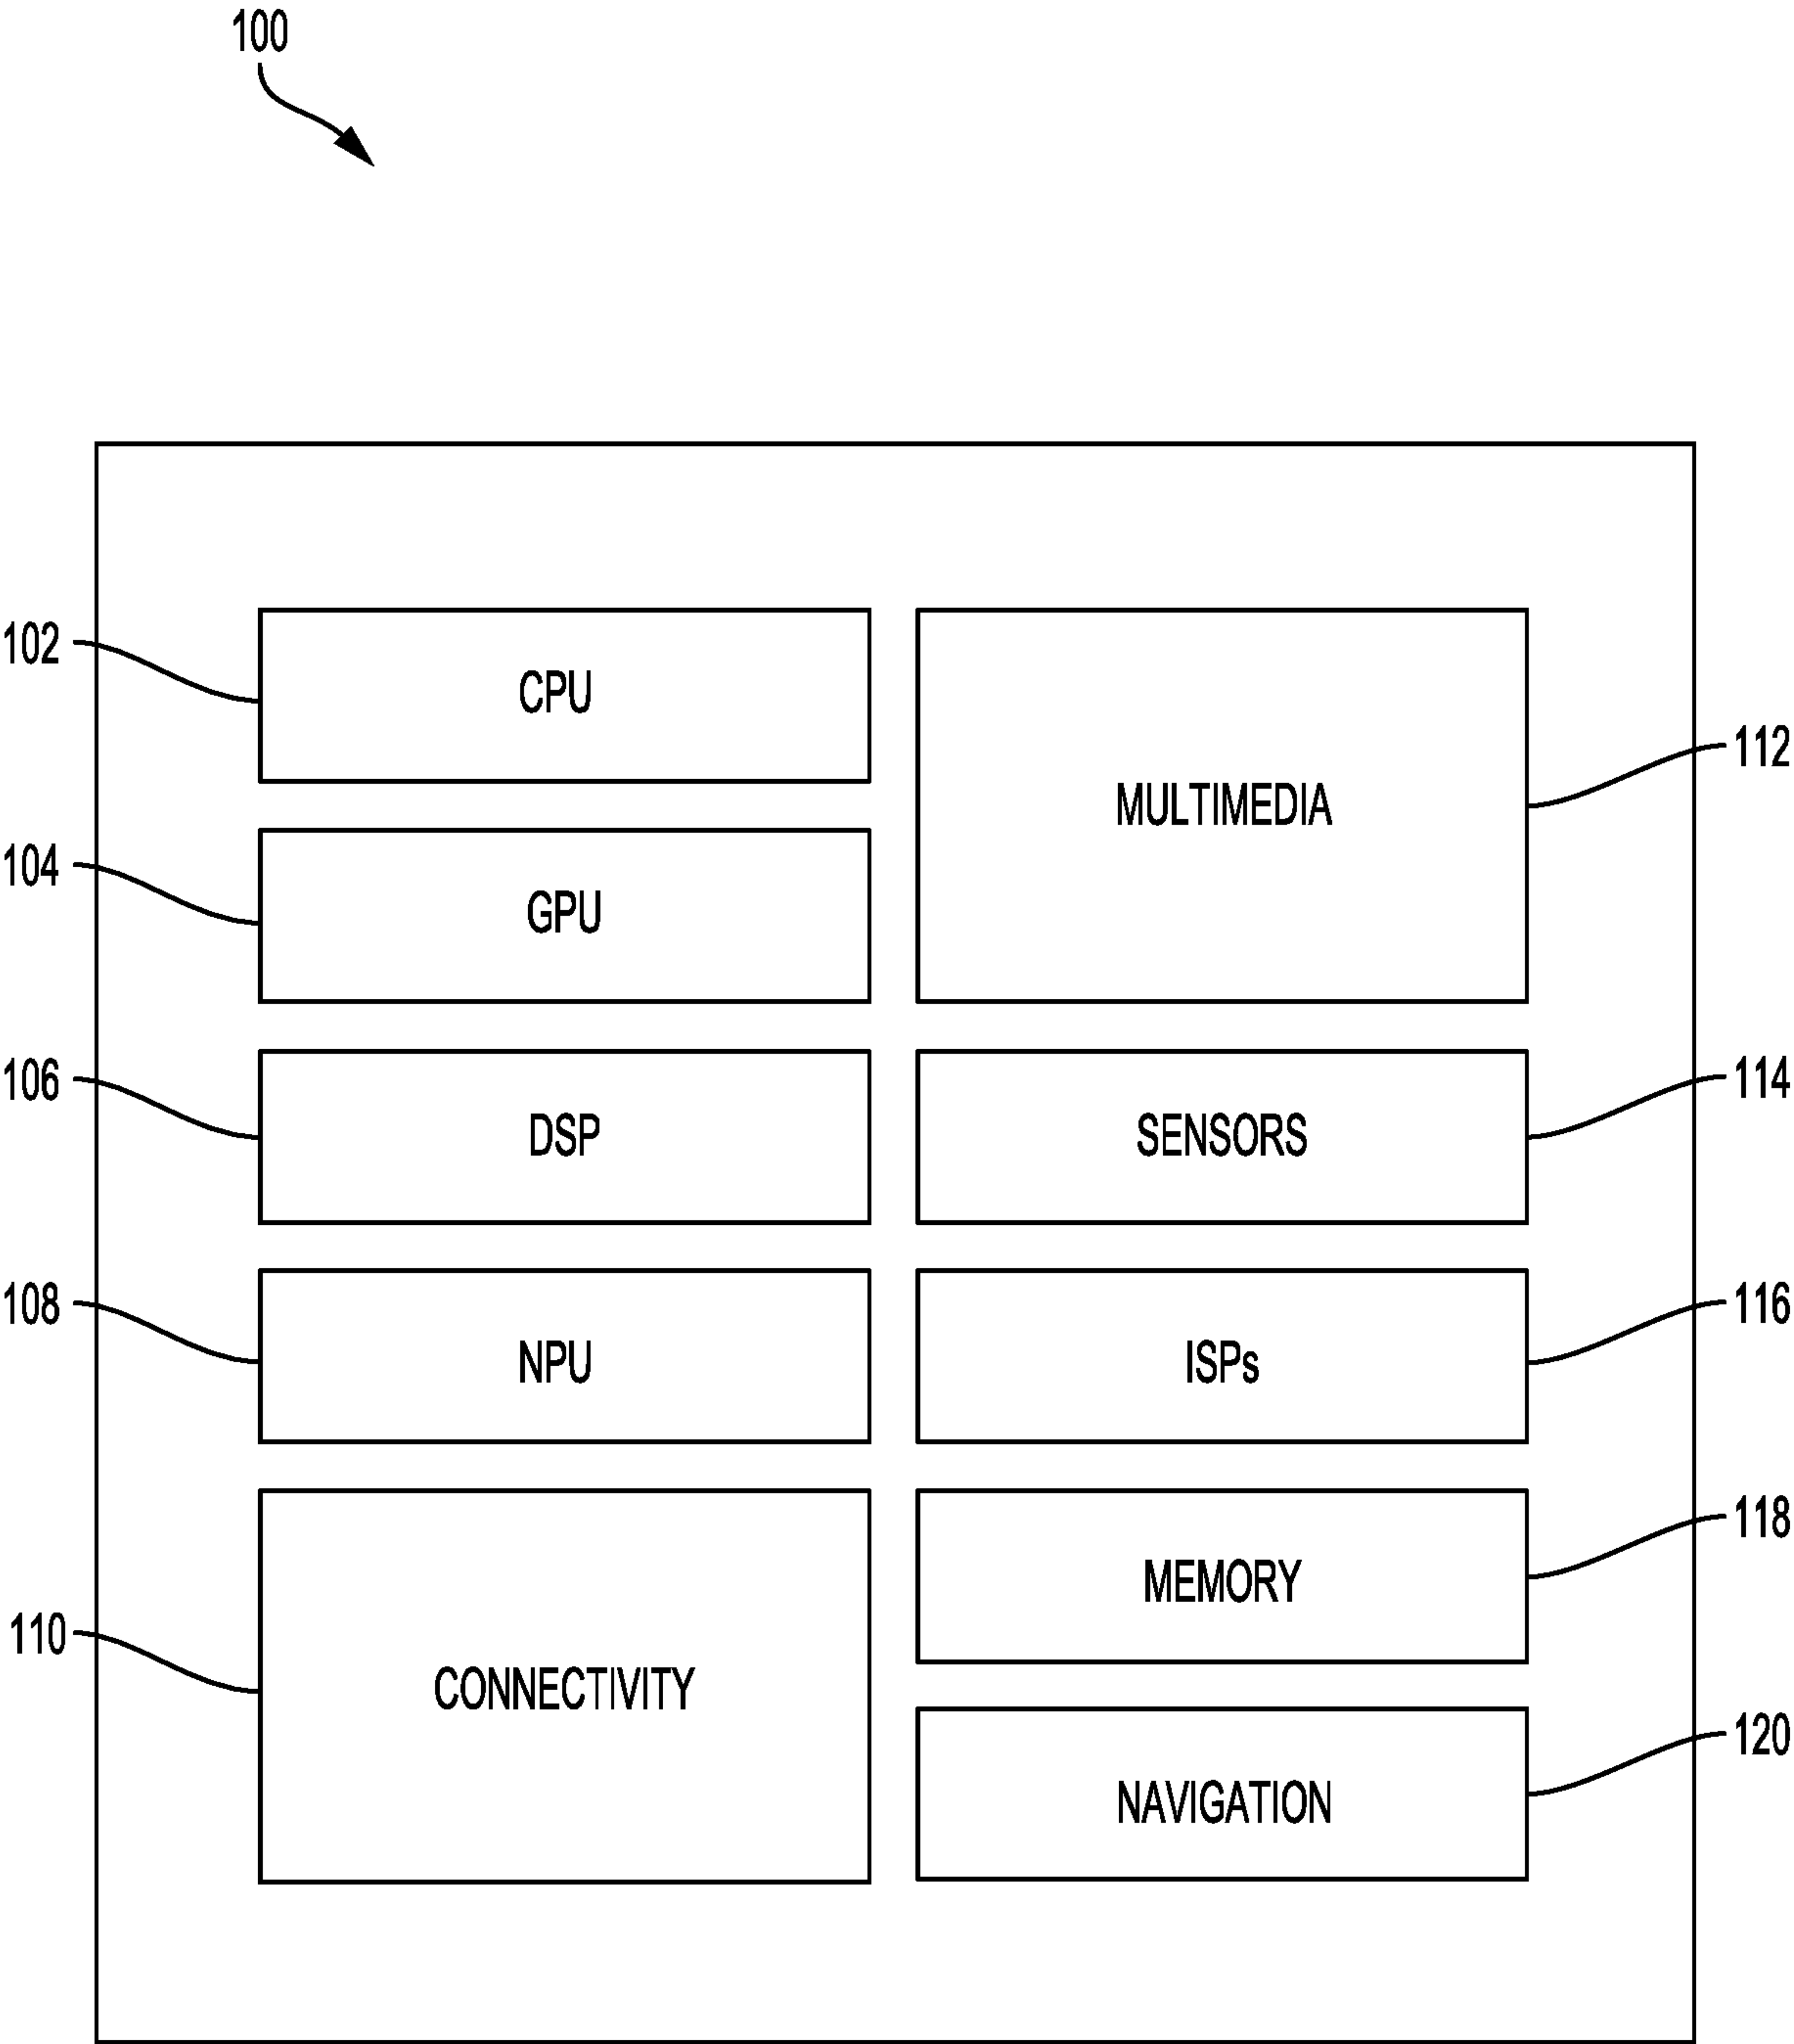 100
102
CPU
MULTIMEDIA
112
104
GPU
106
DSP
SENSORS
114
108
NPU
ISPs
116
110
CONNECTIVITY
MEMORY
118
NAVIGATION
120